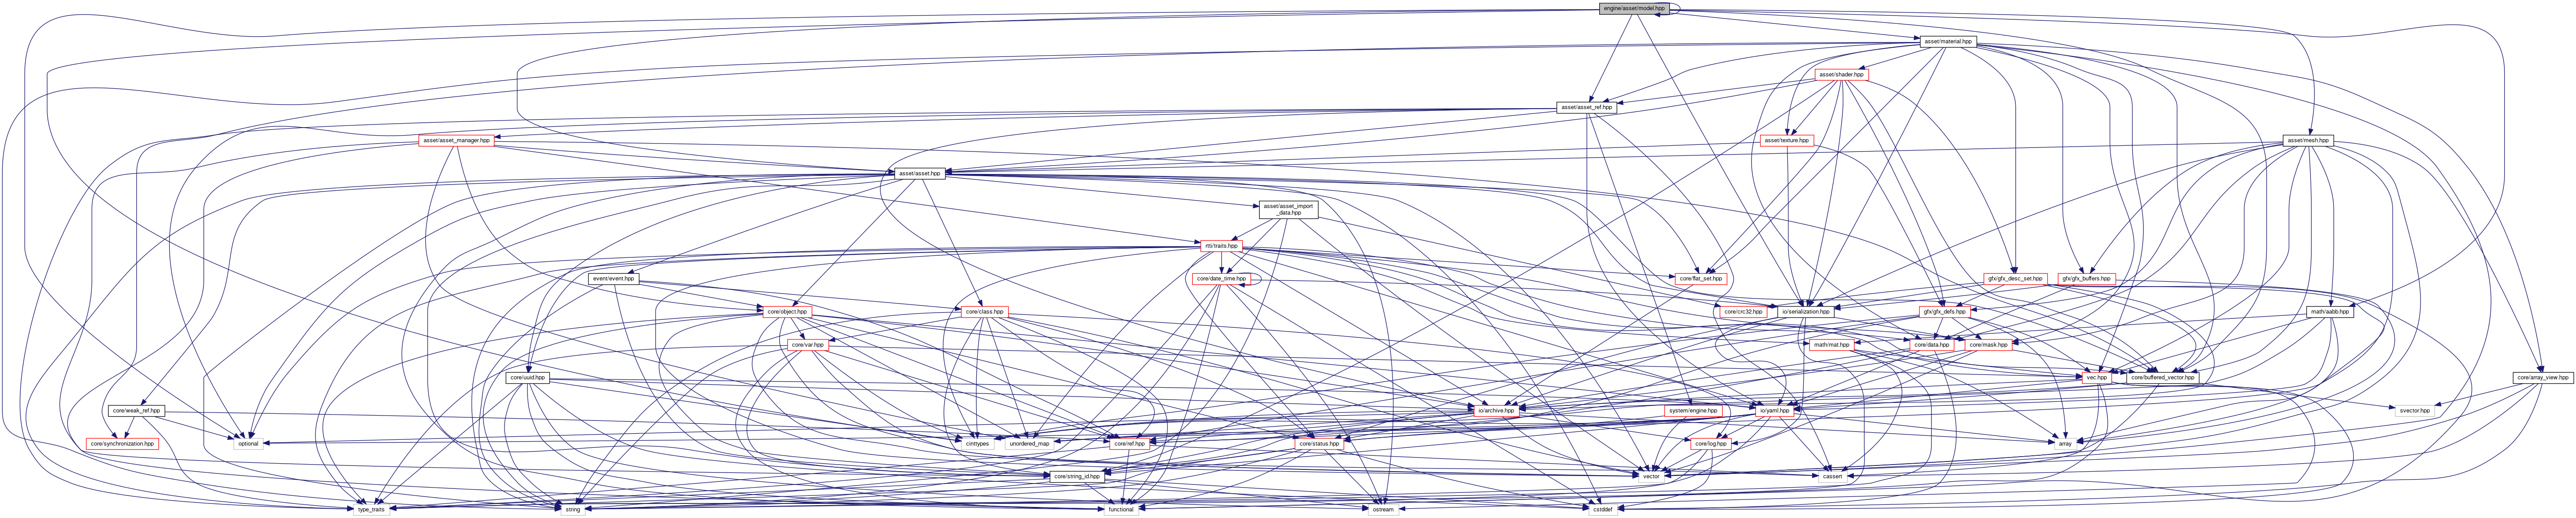 engine/asset/model.hpp
asset/material.hpp
asset/shader.hpp
asset/asset_ref.hpp
asset/asset_manager.hpp
asset/texture.hpp
asset/mesh.hpp
asset/asset.hpp
asset/asset_import
_data.hpp
rtti/traits.hpp
event/event.hpp
core/date_time.hpp
core/flat_set.hpp
gfx/gfx_desc_set.hpp
gfx/gfx_buffers.hpp
core/object.hpp
core/class.hpp
core/crc32.hpp
io/serialization.hpp
gfx/gfx_defs.hpp
math/aabb.hpp
core/var.hpp
math/mat.hpp
core/data.hpp
core/mask.hpp
core/uuid.hpp
vec.hpp
core/buffered_vector.hpp
core/array_view.hpp
core/weak_ref.hpp
io/archive.hpp
system/engine.hpp
io/yaml.hpp
svector.hpp
core/synchronization.hpp
optional
cinttypes
unordered_map
core/ref.hpp
core/status.hpp
core/log.hpp
array
core/string_id.hpp
vector
cassert
type_traits
string
functional
ostream
cstddef